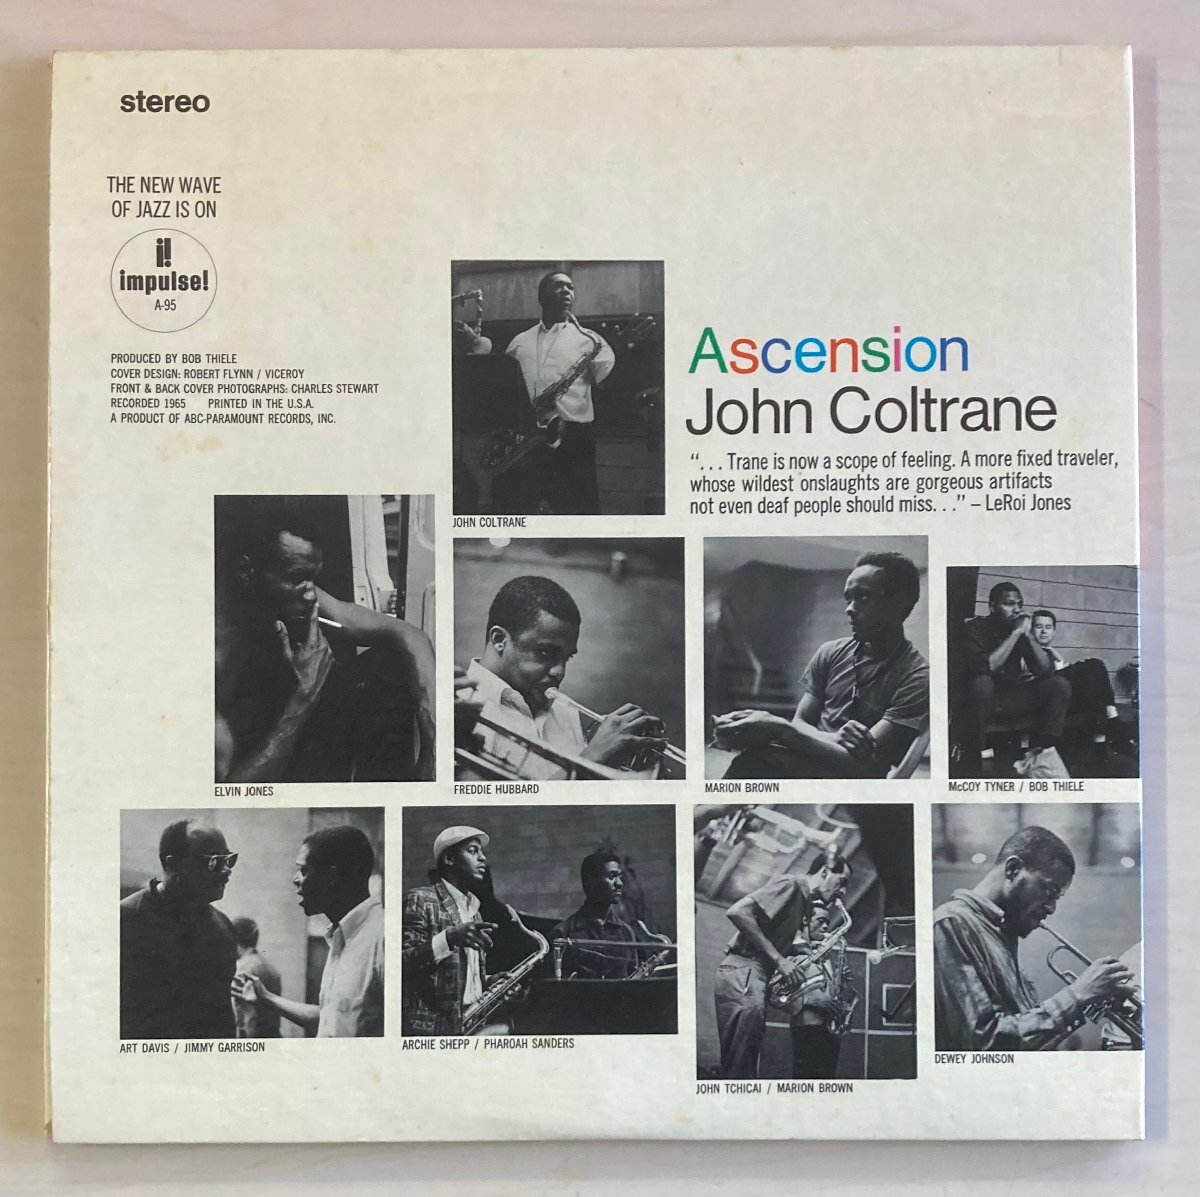 stereo
THE NEW WAVE
OF JAZZ IS ON
i!
impulse!
A-95
PRODUCED BY BOB THIELE
COVER DESIGN: ROBERT FLYNN / VICEROY
FRONT & BACK COVER PHOTOGRAPHS: CHARLES STEWART
RECORDED 1965 PRINTED IN THE U.S.A.
A PRODUCT OF ABC-PARAMOUNT RECORDS, INC.
Ascension
John Coltrane
“. . . Trane is now a scope of feeling. A more fixed traveler,
whose wildest onslaughts are gorgeous artifacts
not even deaf people should miss. . .” – LeRoi Jones
JOHN COLTRANE
ELVIN JONES
FREDDIE HUBBARD
MARION BROWN
McCOY TYNER / BOB THIELE
ART DAVIS / JIMMY GARRISON
ARCHIE SHEPP / PHAROAH SANDERS
JOHN TCHICAI / MARION BROWN
DEWEY JOHNSON